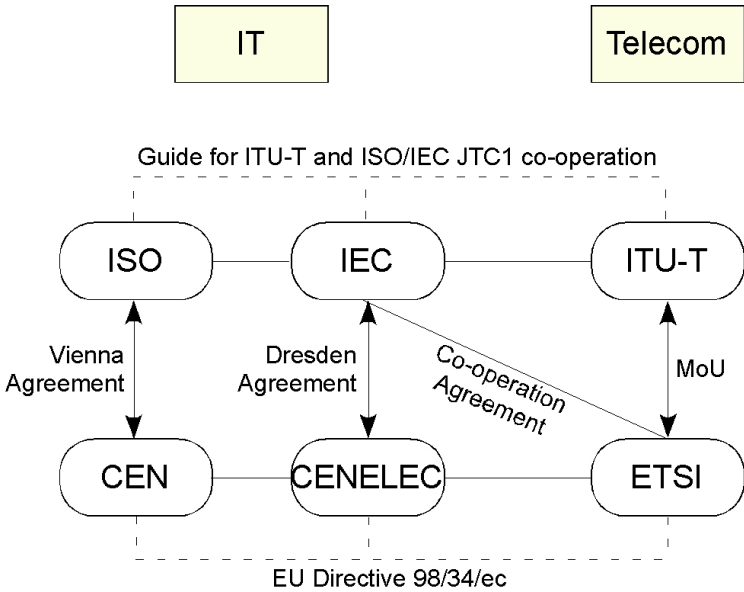 IT
Telecom
Guide for ITU-T and ISO/IEC JTC1 co-operation
ISO
IEC
ITU-T
Vienna
Agreement
Dresden
Agreement
Co-operation
Agreement
MoU
CEN
CENELEC
ETSI
EU Directive 98/34/ec